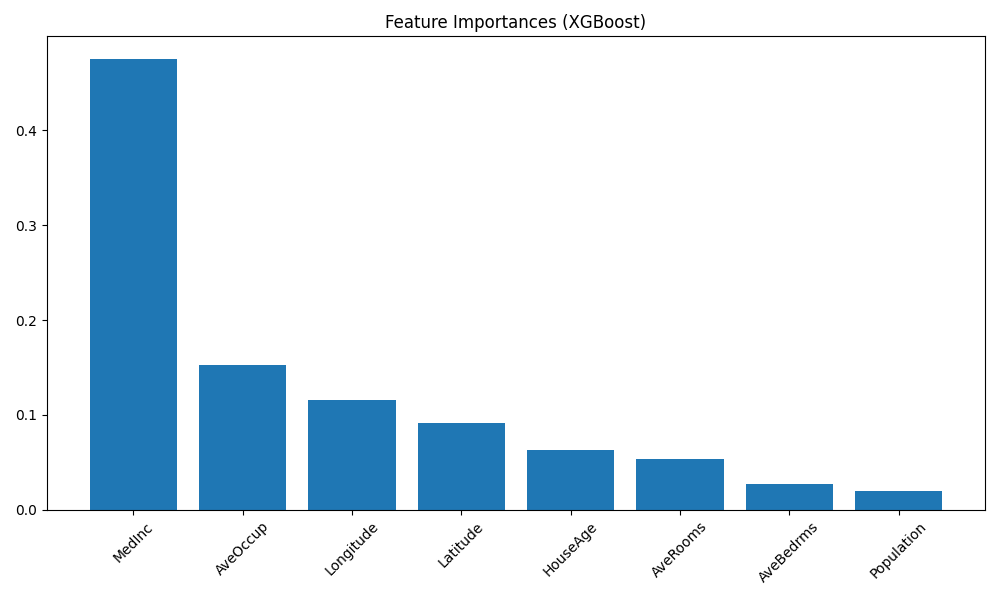 Feature Importances (XGBoost)
0.4
0.3
0.2
0.1
0.0
MedInc
AveOccup
Longitude
Latitude
HouseAge
AveRooms
AveBedrms
Population